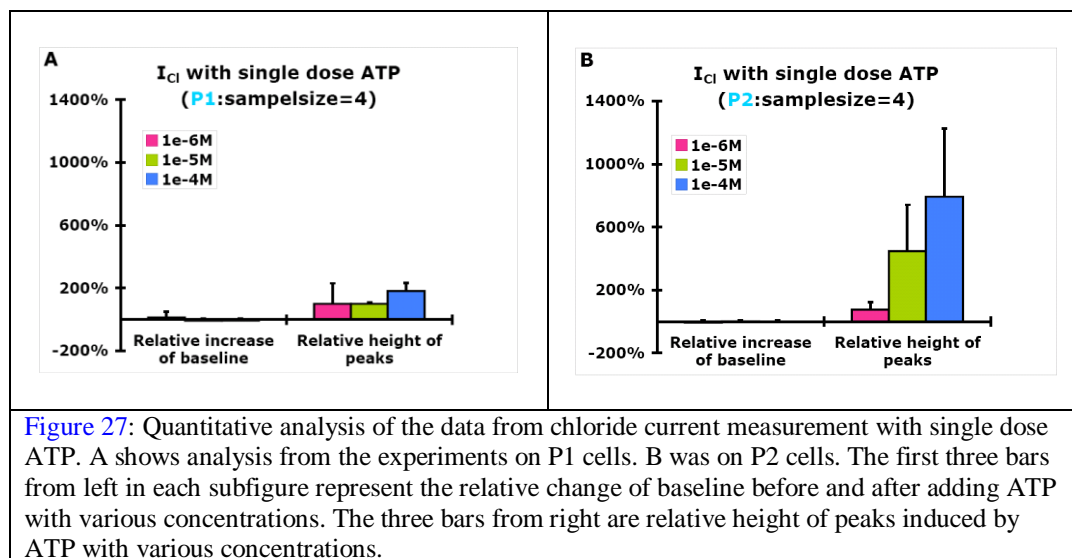 A
I_Cl with single dose ATP
(P1:sampelsize=4)
1400%
1000%
600%
200%
-200%
1e-6M
1e-5M
1e-4M
Relative increase
of baseline
Relative height of
peaks
B
I_Cl with single dose ATP
(P2:samplesize=4)
1400%
1000%
600%
200%
-200%
1e-6M
1e-5M
1e-4M
Relative increase
of baseline
Relative height of
peaks
Figure 27: Quantitative analysis of the data from chloride current measurement with single dose
ATP. A shows analysis from the experiments on P1 cells. B was on P2 cells. The first three bars
from left in each subfigure represent the relative change of baseline before and after adding ATP
with various concentrations. The three bars from right are relative height of peaks induced by
ATP with various concentrations.